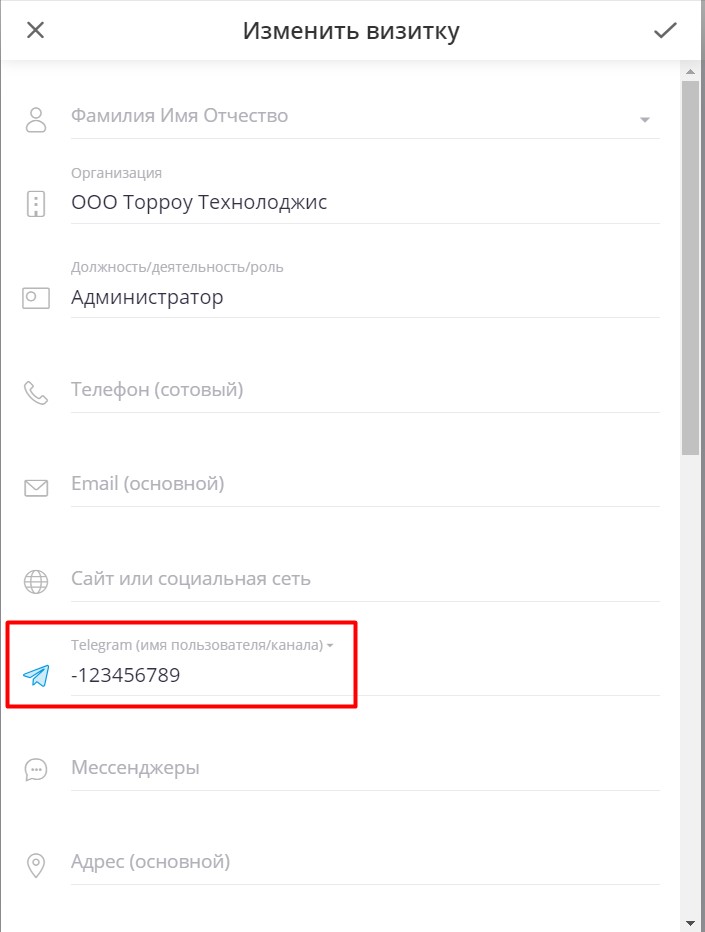 Изменить визитку
Фамилия Имя Отчество
Организация
ООО Торроу Технолоджис
Должность/деятельность/роль
Администратор
Телефон (сотовый)
Email (основной)
Сайт или социальная сеть
Telegram (имя пользователя/канала)
-123456789
Мессенджеры
Адрес (основной)